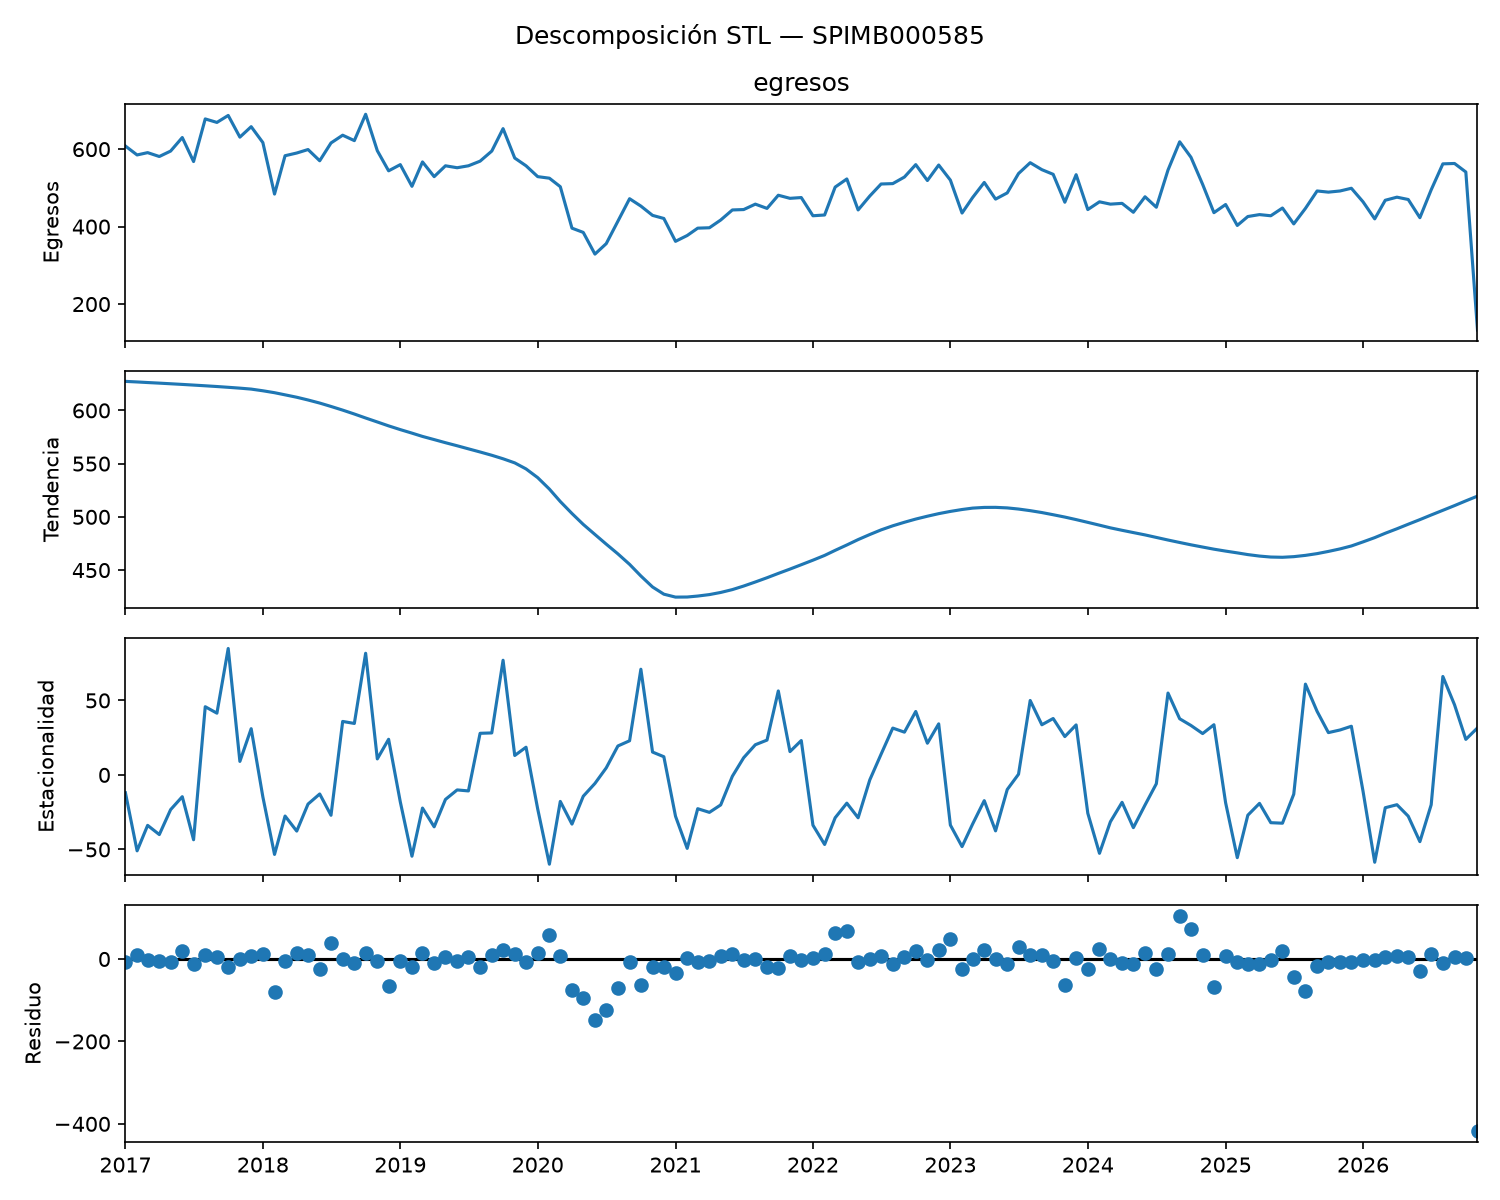 Descomposición STL — SPIMB000585
egresos
Egresos
600
400
200
Tendencia
600
550
500
450
Estacionalidad
50
0
−50
Residuo
0
−200
−400
2017 2018 2019 2020 2021 2022 2023 2024 2025 2026